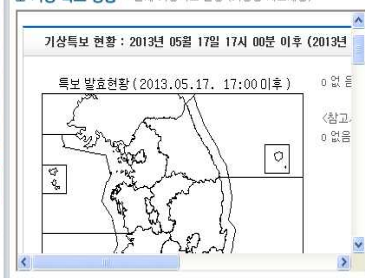 기상특보 현황 : 2013년 05월 17일 17시 00분 이후 (2013년
특보 발효현황 (2013.05.17. 17:00 이후 )
o 없음
<참고
o 없음